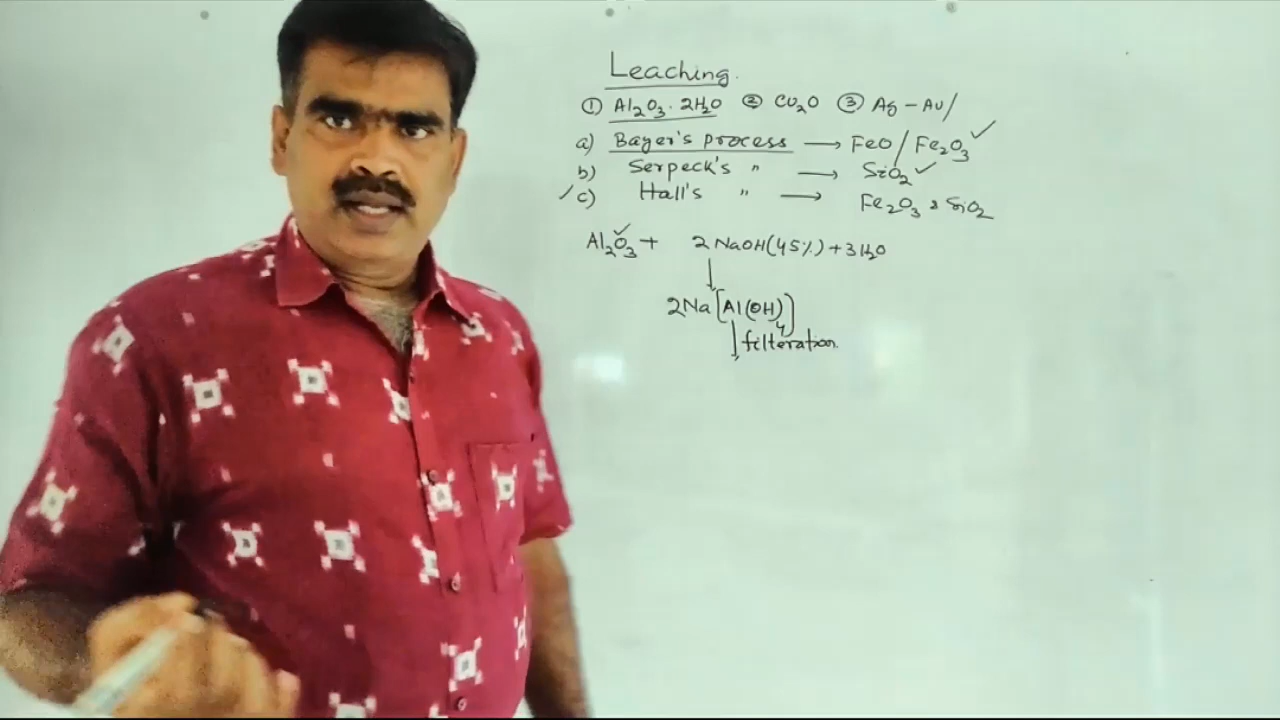 Leaching.
① Al₂O₃·2H₂O ② Cu₂O ③ Ag – Au/
a) Bayer's process → FeO / Fe₂O₃ ✓
b) Serpeck's " → SiO₂ ✓
✓ c) Hall's " → Fe₂O₃ & SiO₂
Al₂O₃ + 2NaOH(45%) + 3H₂O
↓
2Na[Al(OH)₄]
↓ filteration